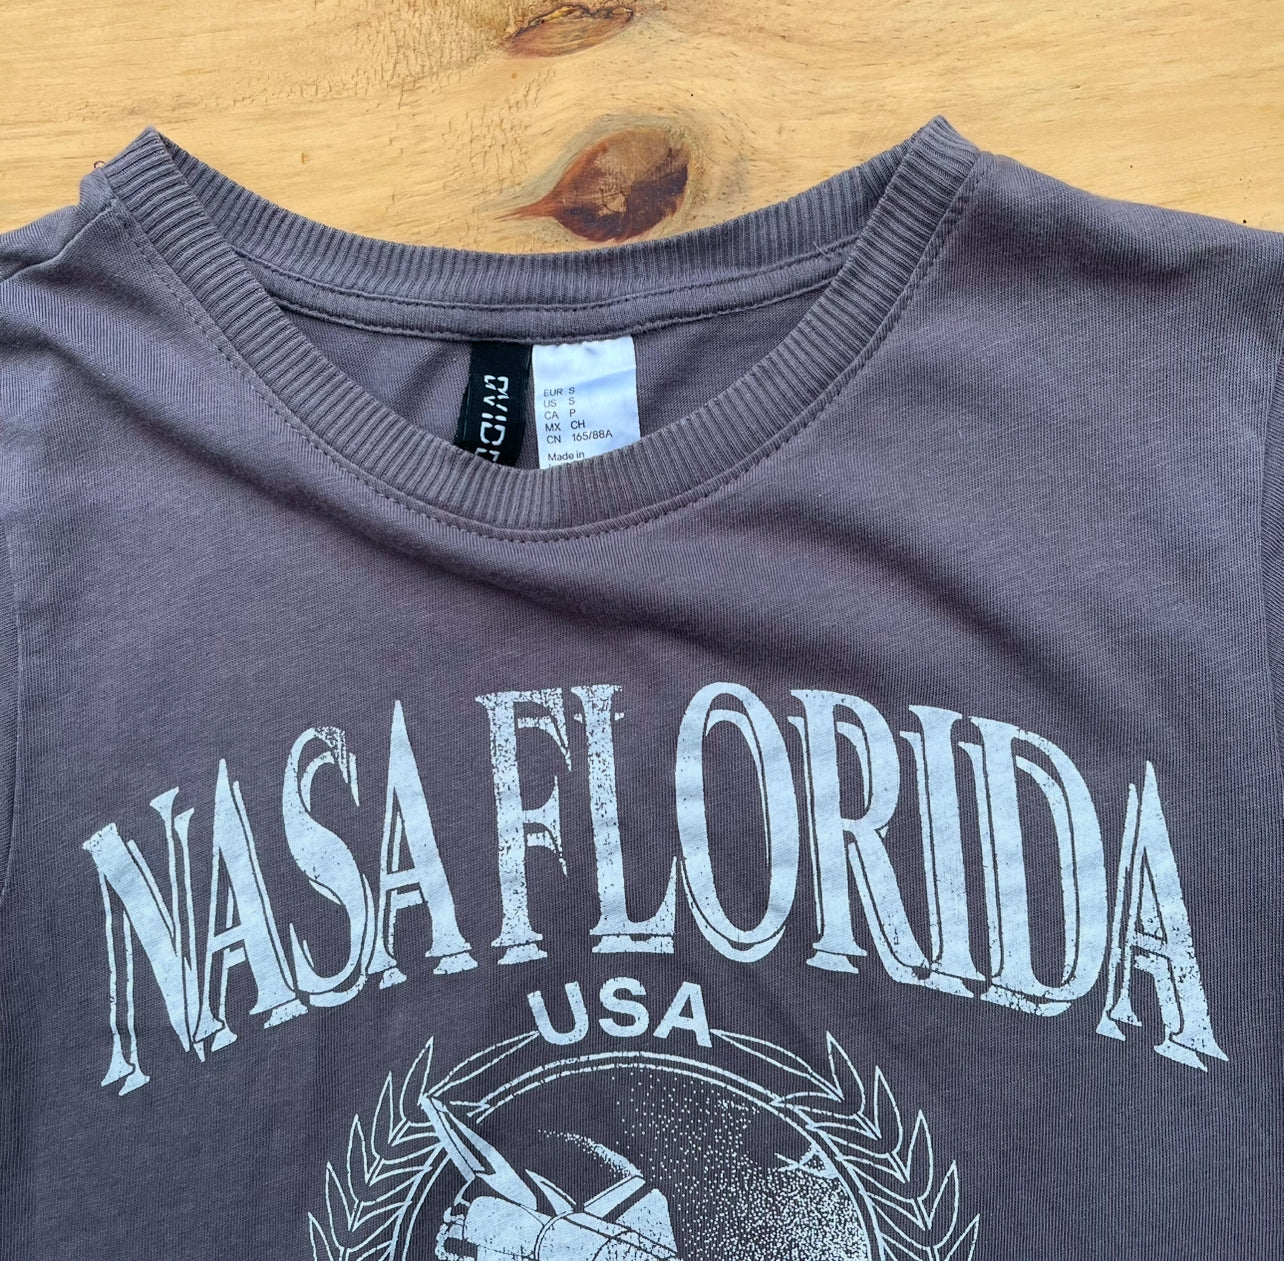 EUR S
US S
CA P
MX CH
CN 165/88A
Made in
NASA FLORIDA
USA